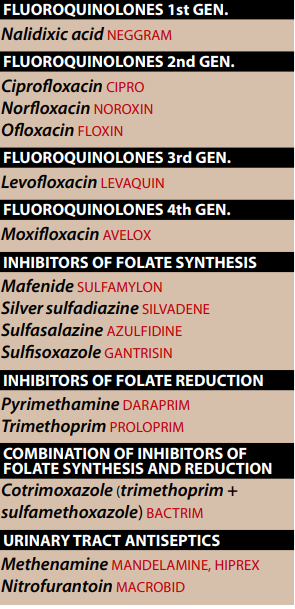 FLUOROQUINOLONES 1st GEN.
Nalidixic acid NEGGRAM
FLUOROQUINOLONES 2nd GEN.
Ciprofloxacin CIPRO
Norfloxacin NOROXIN
Ofloxacin FLOXIN
FLUOROQUINOLONES 3rd GEN.
Levofloxacin LEVAQUIN
FLUOROQUINOLONES 4th GEN.
Moxifloxacin AVELOX
INHIBITORS OF FOLATE SYNTHESIS
Mafenide SULFAMYLON
Silver sulfadiazine SILVADENE
Sulfasalazine AZULFIDINE
Sulfisoxazole GANTRISIN
INHIBITORS OF FOLATE REDUCTION
Pyrimethamine DARAPRIM
Trimethoprim PROLOPRIM
COMBINATION OF INHIBITORS OF
FOLATE SYNTHESIS AND REDUCTION
Cotrimoxazole (trimethoprim +
sulfamethoxazole) BACTRIM
URINARY TRACT ANTISEPTICS
Methenamine MANDELAMINE, HIPREX
Nitrofurantoin MACROBID